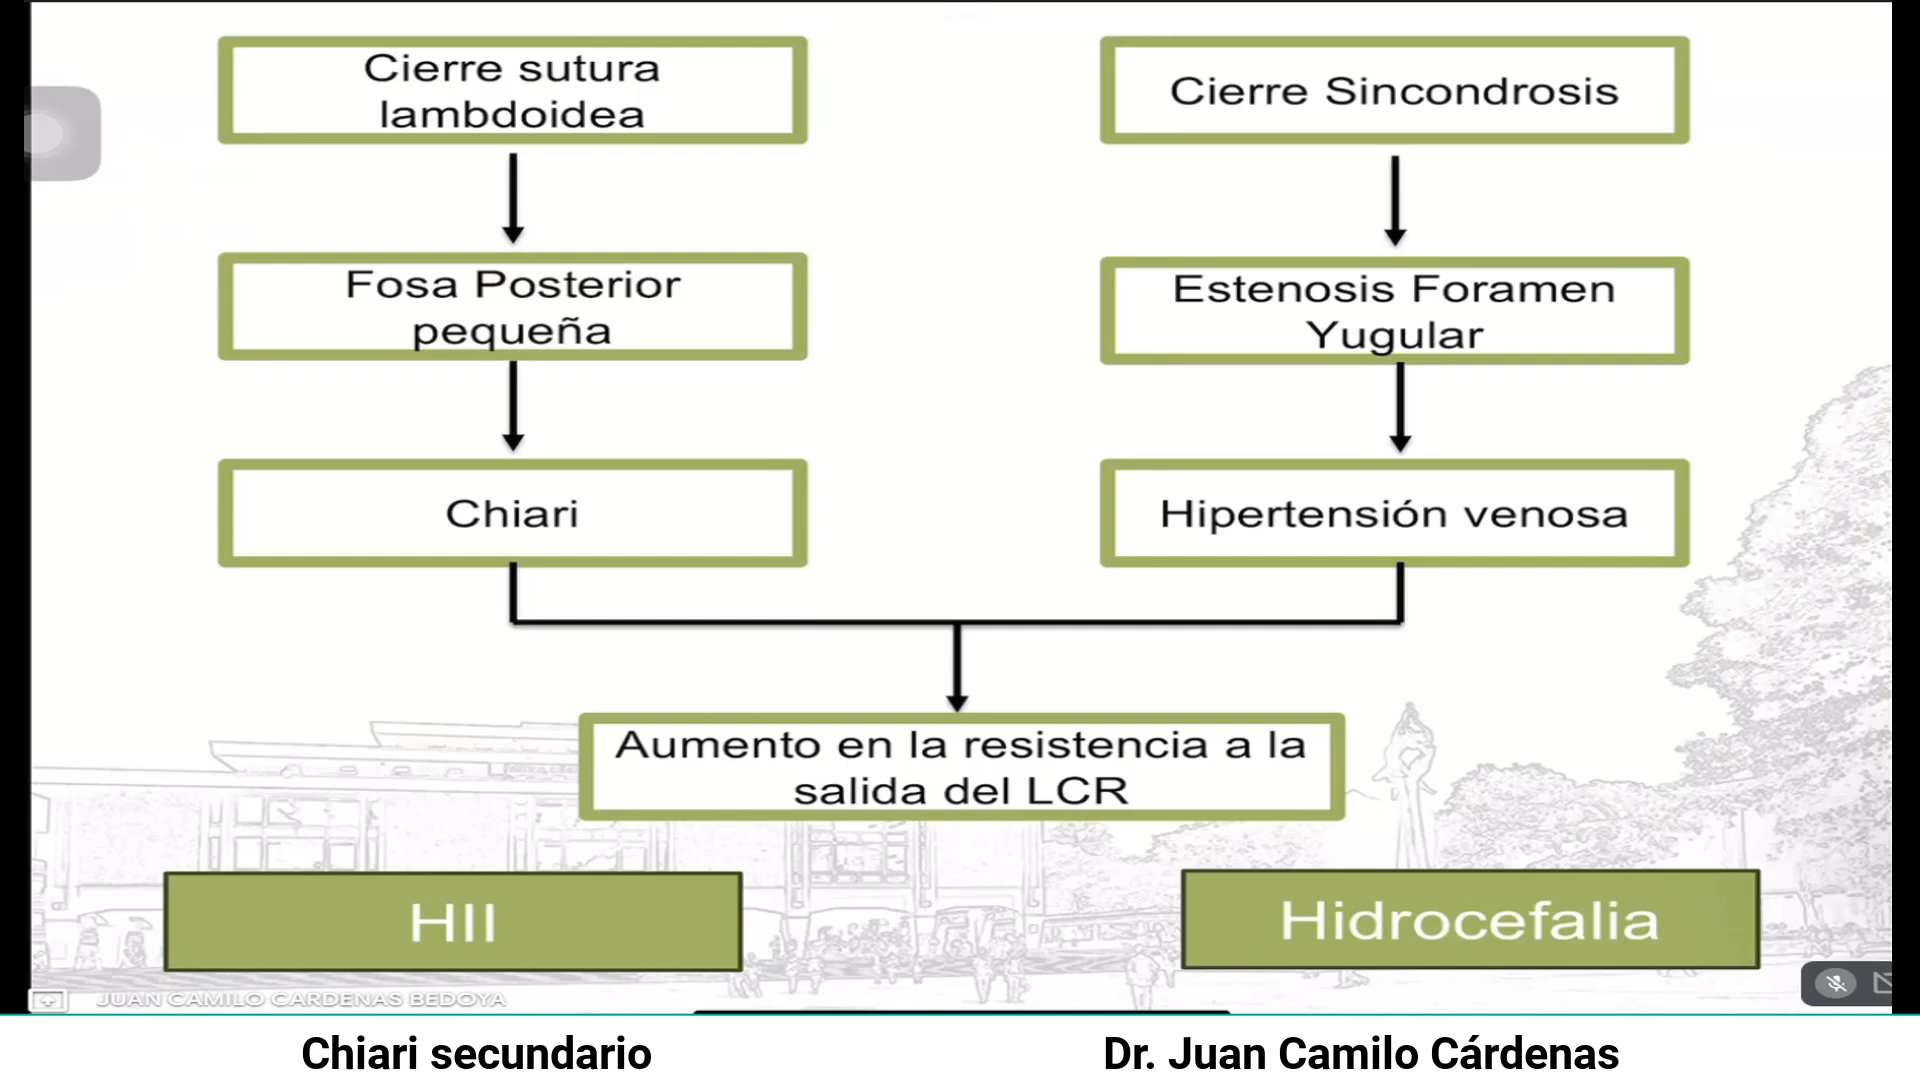 Cierre sutura
lambdoidea
Cierre Sincondrosis
Fosa Posterior
pequeña
Estenosis Foramen
Yugular
Chiari
Hipertensión venosa
Aumento en la resistencia a la
salida del LCR
HII
Hidrocefalia
JUAN CAMILO CARDENAS BEDOYA
Chiari secundario
Dr. Juan Camilo Cárdenas